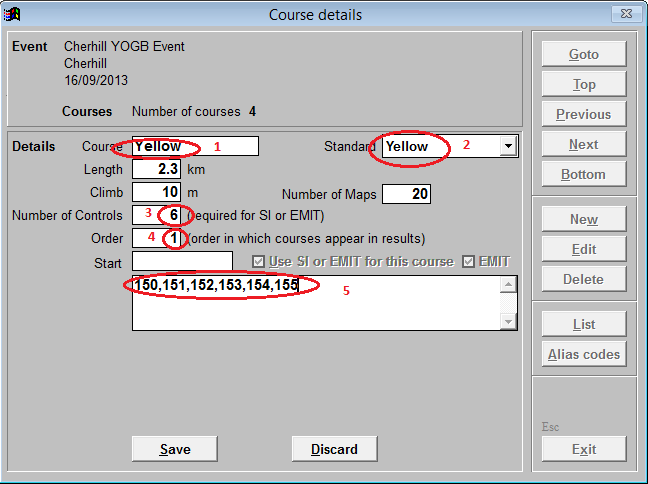 Course details
Event Cherhill YOGB Event
Cherhill
16/09/2013
Courses Number of courses 4
Details Course Yellow 1 Standard Yellow 2
Length 2.3 km
Climb 10 m Number of Maps 20
Number of Controls 3 6 (required for SI or EMIT)
Order 4 1 (order in which courses appear in results)
Start Use SI or EMIT for this course EMIT
150,151,152,153,154,155 5
Save Discard
Goto
Top
Previous
Next
Bottom
New
Edit
Delete
List
Alias codes
Esc
Exit